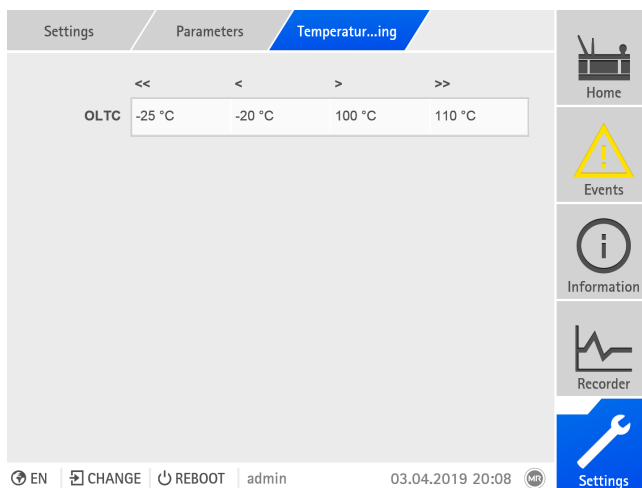 Settings Parameters Temperatur...ing
<< < > >>
OLTC -25 °C -20 °C 100 °C 110 °C
Home
Events
Information
Recorder
Settings
EN CHANGE REBOOT admin 03.04.2019 20:08 MR